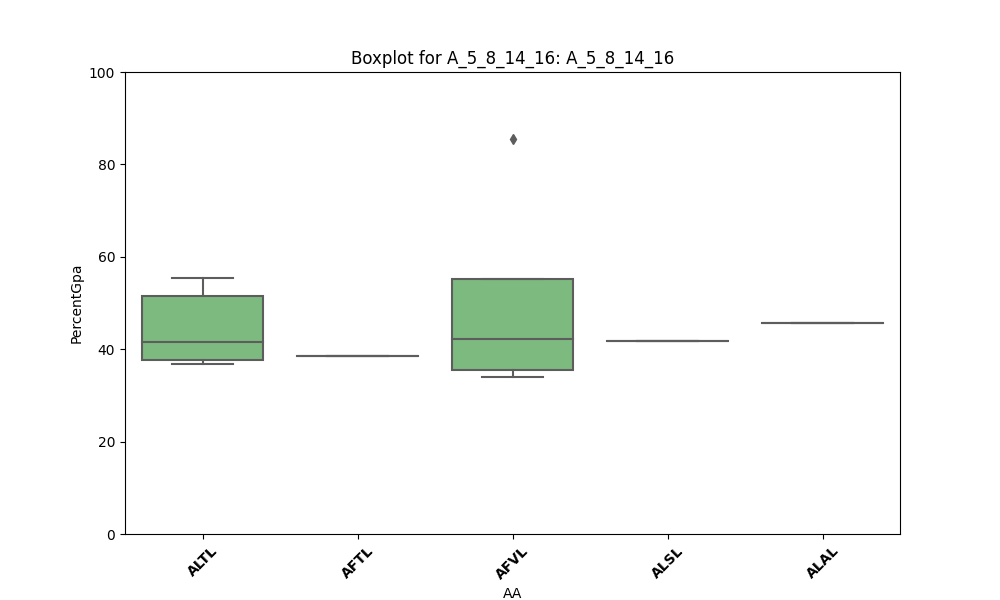 Boxplot for A_5_8_14_16: A_5_8_14_16
100
80
60
40
20
0
PercentGpa
ALTL
AFTL
AFVL
ALSL
ALAL
AA